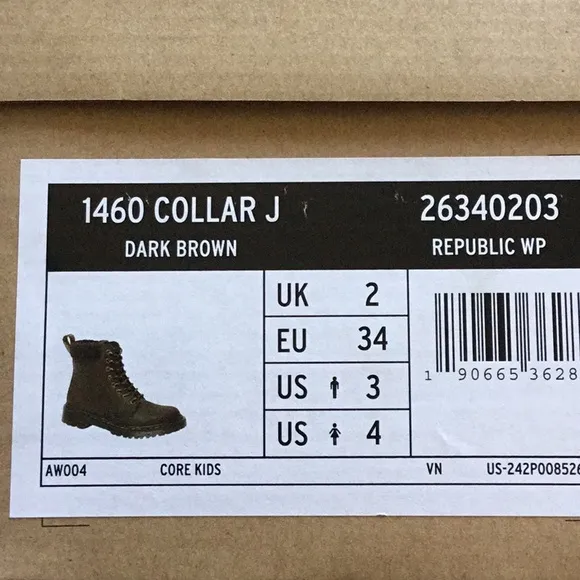 1460 COLLAR J 26340203
DARK BROWN REPUBLIC WP
UK 2
EU 34
US 3
US 4
1 90665 3628
AW004 CORE KIDS VN US-242P008526